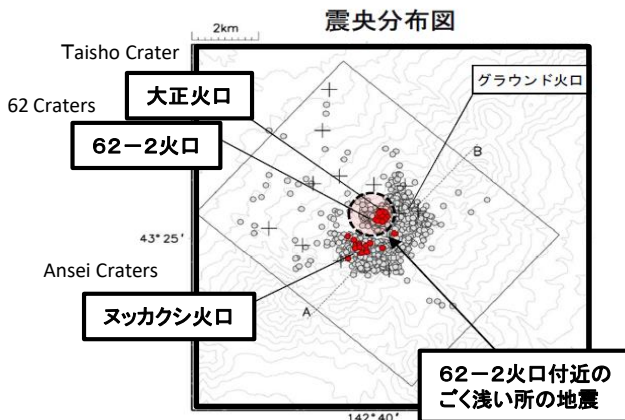 震央分布図
2km
Taisho Crater
大正火口
グラウンド火口
62 Craters
62－2火口
B
43°25′
Ansei Craters
ヌッカクシ火口
A
62－2火口付近の
ごく浅い所の地震
142°40′